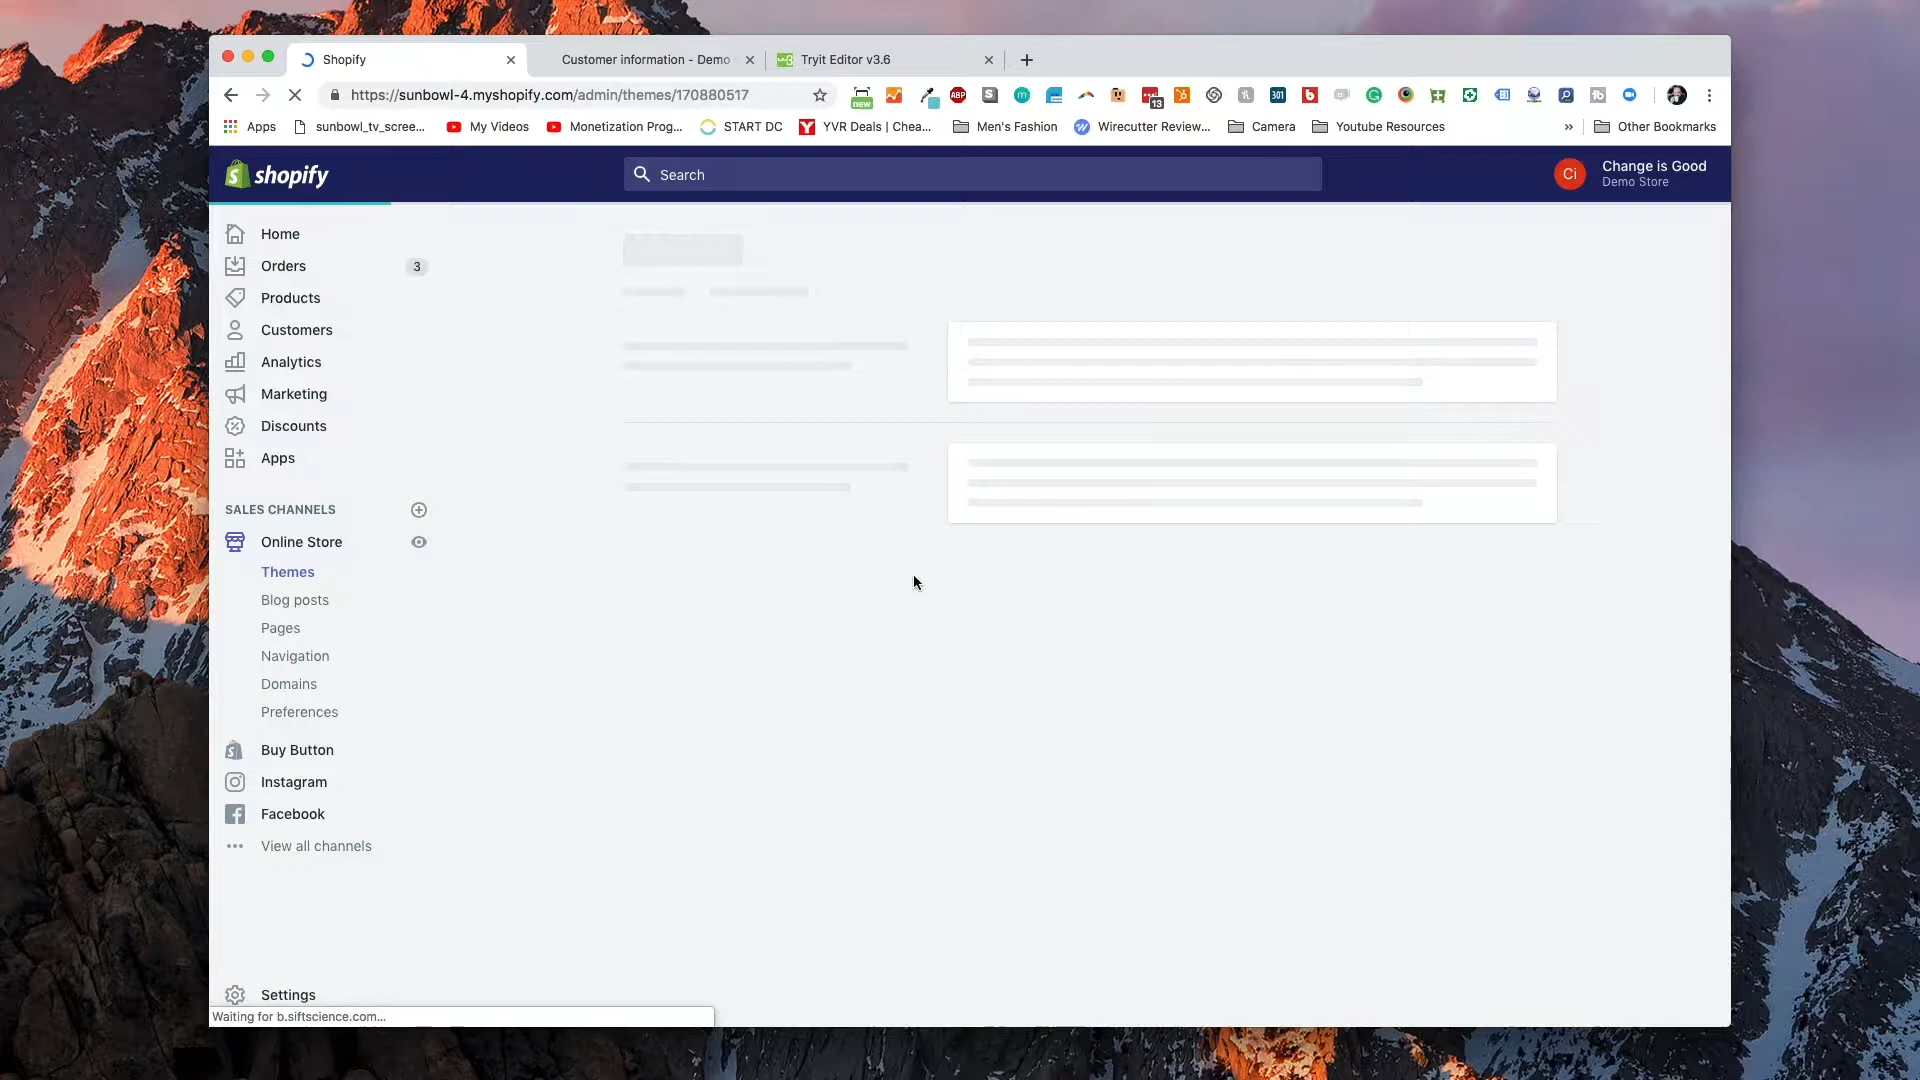 Shopify
Customer information - Demo
Tryit Editor v3.6
https://sunbowl-4.myshopify.com/admin/themes/170880517
new
ABP
13
301
Apps
sunbowl_tv_scree...
My Videos
Monetization Prog...
START DC
YVR Deals | Chea...
Men's Fashion
Wirecutter Review...
Camera
Youtube Resources
»
Other Bookmarks
shopify
Search
Ci
Change is Good
Demo Store
Home
Orders
3
Products
Customers
Analytics
Marketing
Discounts
Apps
SALES CHANNELS
Online Store
Themes
Blog posts
Pages
Navigation
Domains
Preferences
Buy Button
Instagram
Facebook
View all channels
Settings
Waiting for b.siftscience.com...